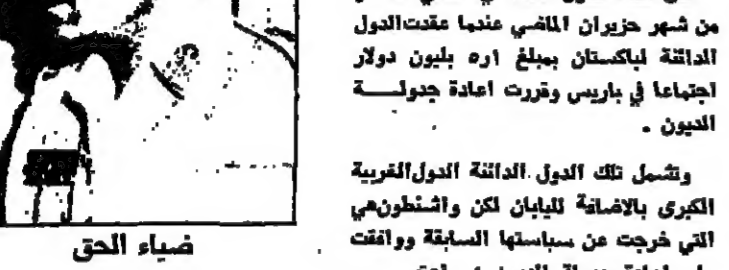 من شهر حزيران الماضي عندما عقدت الدول
الدائنة لباكستان بمبلغ ٥ر١ بليون دولار
اجتماعا في باريس وقررت اعادة جدولـــة
الديون .
وتشمل تلك الدول الدائنة الدول الغربية
الكبرى بالاضافة لليابان لكن واشنطون هي
التي خرجت عن سياستها السابقة ووافقت
ضياء الحق